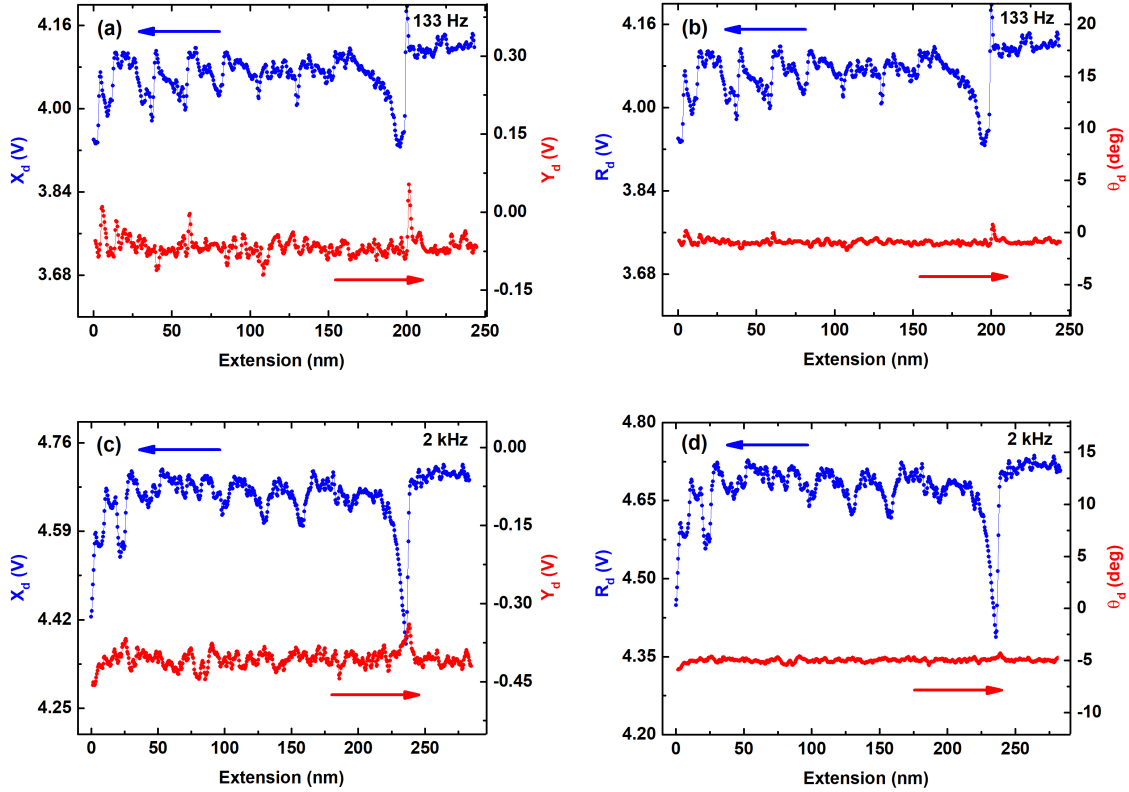 (a) 133 Hz
4.16
4.00
3.84
3.68
X_d (V)
0.30
0.15
0.00
-0.15
Y_d (V)
0 50 100 150 200 250
Extension (nm)
(b) 133 Hz
4.16
4.00
3.84
3.68
R_d (V)
20
15
10
5
0
-5
θ_d (deg)
0 50 100 150 200 250
Extension (nm)
(c) 2 kHz
4.76
4.59
4.42
4.25
X_d (V)
0.00
-0.15
-0.30
-0.45
Y_d (V)
0 50 100 150 200 250
Extension (nm)
(d) 2 kHz
4.80
4.65
4.50
4.35
4.20
R_d (V)
15
10
5
0
-5
-10
θ_d (deg)
0 50 100 150 200 250
Extension (nm)